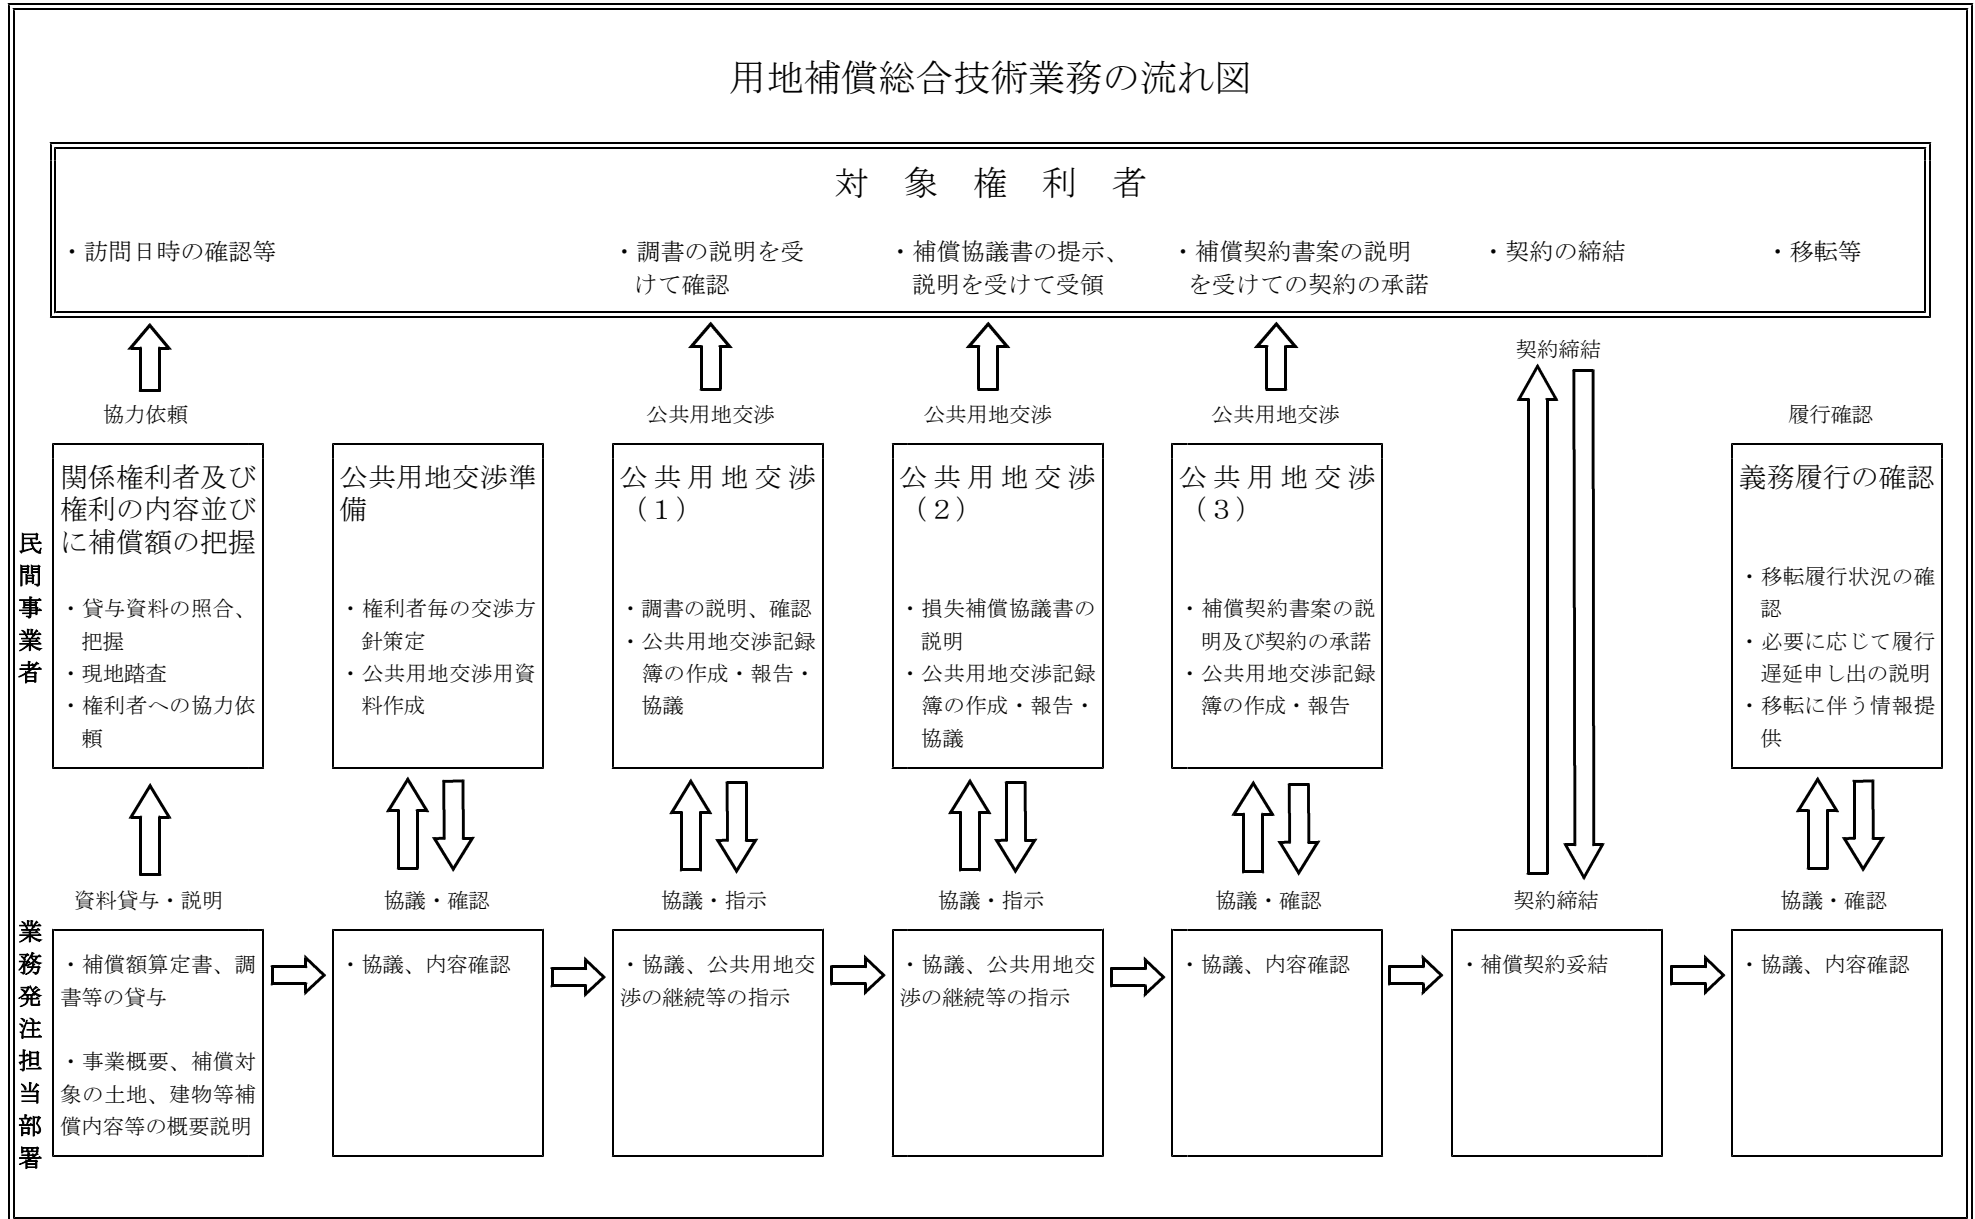 用地補償総合技術業務の流れ図
対象権利者
・訪問日時の確認等
・調書の説明を受
けて確認
・補償協議書の提示、
説明を受けて受領
・補償契約書案の説明
を受けての契約の承諾
・契約の締結
・移転等
協力依頼
公共用地交渉
公共用地交渉
公共用地交渉
契約締結
履行確認
民間事業者
関係権利者及び
権利の内容並び
に補償額の把握
・貸与資料の照合、
把握
・現地踏査
・権利者への協力依
頼
公共用地交渉準
備
・権利者毎の交渉方
針策定
・公共用地交渉用資
料作成
公共用地交渉
（１）
・調書の説明、確認
・公共用地交渉記録
簿の作成・報告・
協議
公共用地交渉
（２）
・損失補償協議書の
説明
・公共用地交渉記録
簿の作成・報告・
協議
公共用地交渉
（３）
・補償契約書案の説
明及び契約の承諾
・公共用地交渉記録
簿の作成・報告
義務履行の確認
・移転履行状況の確
認
・必要に応じて履行
遅延申し出の説明
・移転に伴う情報提
供
資料貸与・説明
協議・確認
協議・指示
協議・指示
協議・確認
契約締結
協議・確認
業務発注担当部署
・補償額算定書、調
書等の貸与
・事業概要、補償対
象の土地、建物等補
償内容等の概要説明
・協議、内容確認
・協議、公共用地交
渉の継続等の指示
・協議、公共用地交
渉の継続等の指示
・協議、内容確認
・補償契約妥結
・協議、内容確認